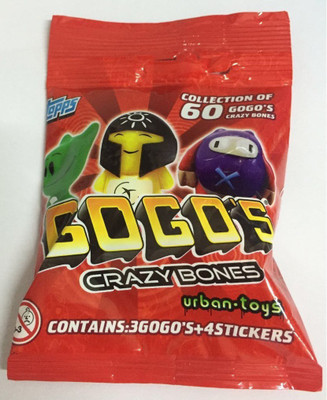 TOPPS
COLLECTION OF
60 GOGO'S
CRAZY BONES
GOGO'S
CRAZY BONES
urban-toys
CONTAINS:3GOGO'S+4STICKERS